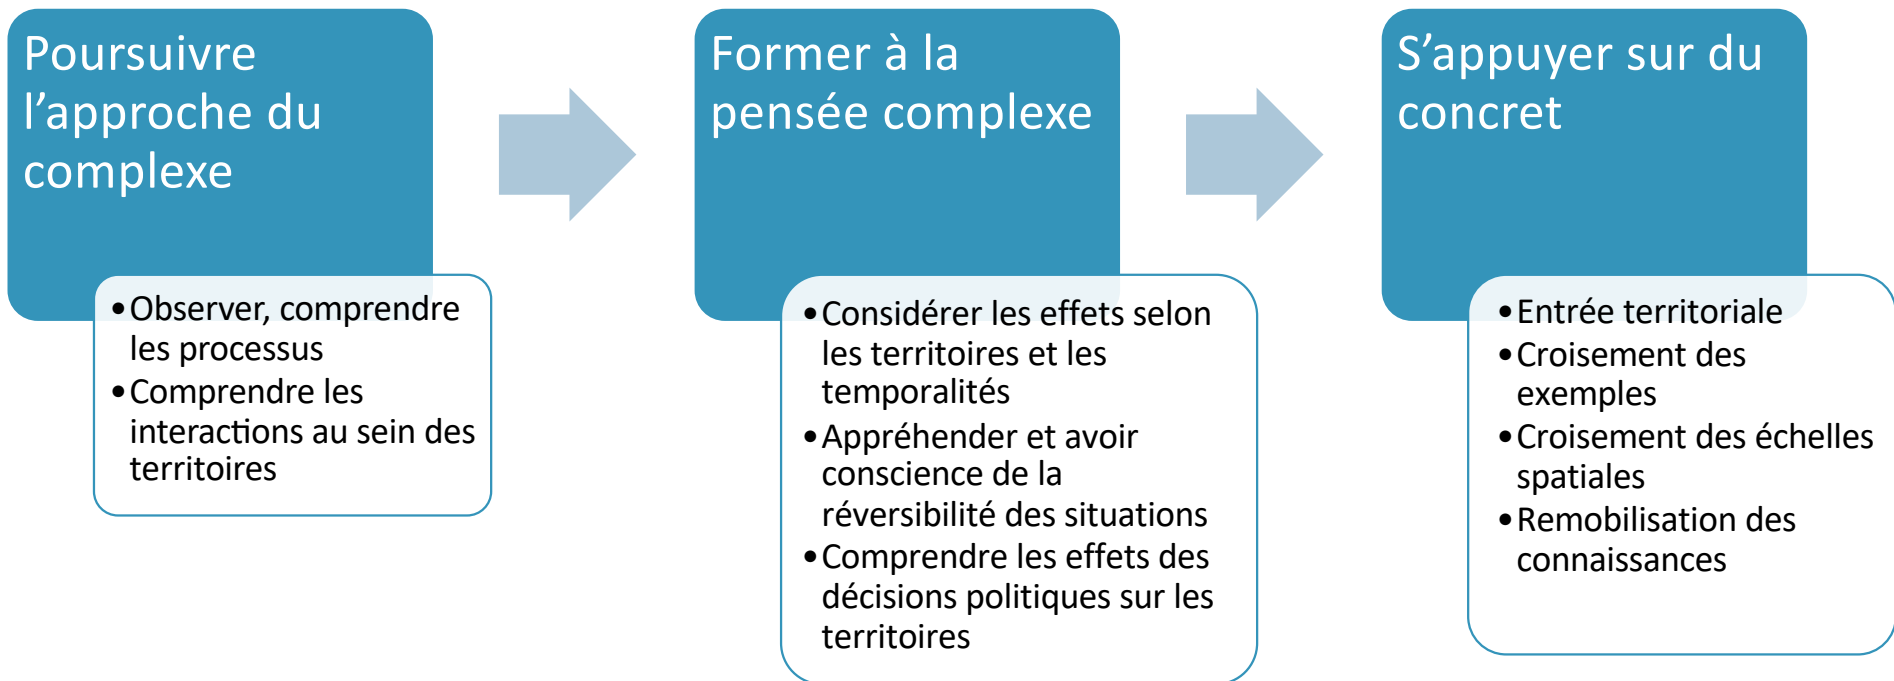 Poursuivre
l’approche du
complexe
•Observer, comprendre
les processus
•Comprendre les
interactions au sein des
territoires
Former à la
pensée complexe
•Considérer les effets selon
les territoires et les
temporalités
•Appréhender et avoir
conscience de la
réversibilité des situations
•Comprendre les effets des
décisions politiques sur les
territoires
S’appuyer sur du
concret
•Entrée territoriale
•Croisement des
exemples
•Croisement des échelles
spatiales
•Remobilisation des
connaissances